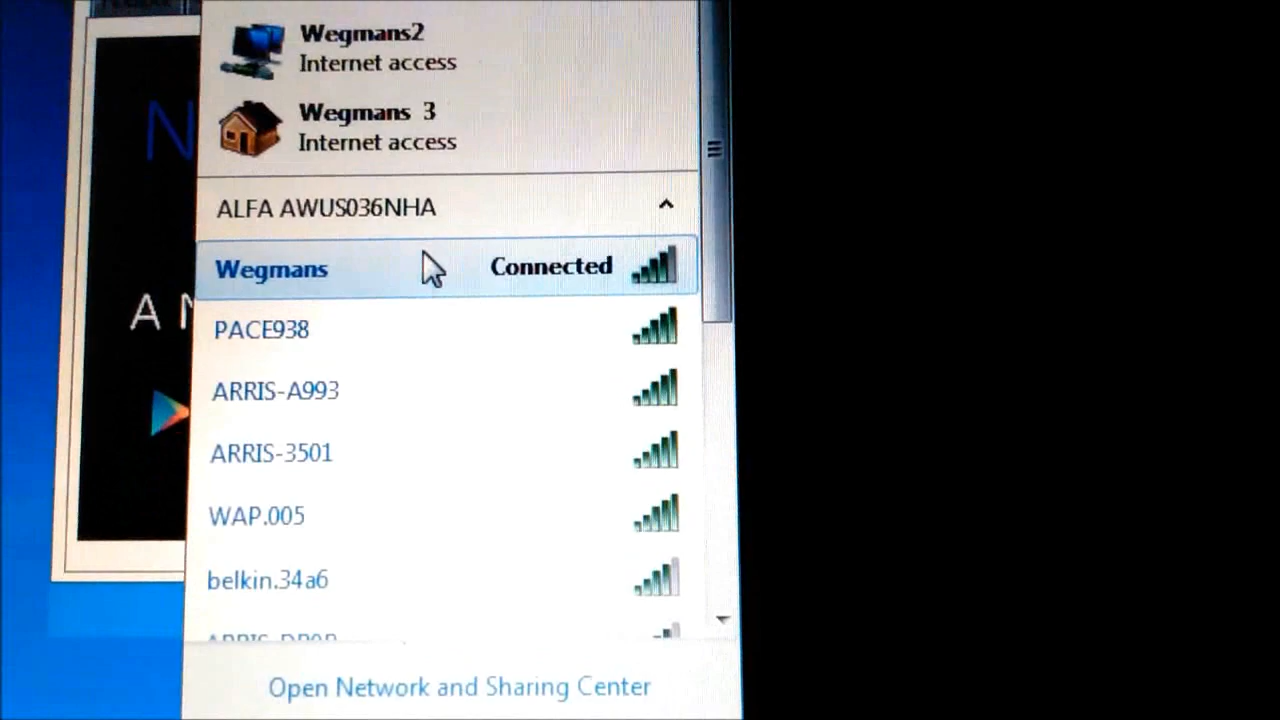 Wegmans2
Internet access
Wegmans 3
Internet access
ALFA AWUS036NHA
Wegmans Connected
PACE938
ARRIS-A993
ARRIS-3501
WAP.005
belkin.34a6
Open Network and Sharing Center